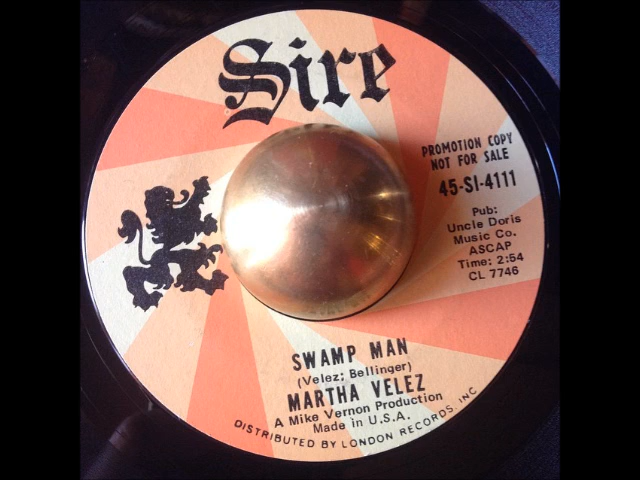 Sire
PROMOTION COPY
NOT FOR SALE
45-SI-4111
Pub:
Uncle Doris
Music Co.
ASCAP
Time: 2:54
CL 7746
SWAMP MAN
(Velez; Bellinger)
MARTHA VELEZ
A Mike Vernon Production
Made in U.S.A.
DISTRIBUTED BY LONDON RECORDS, INC.